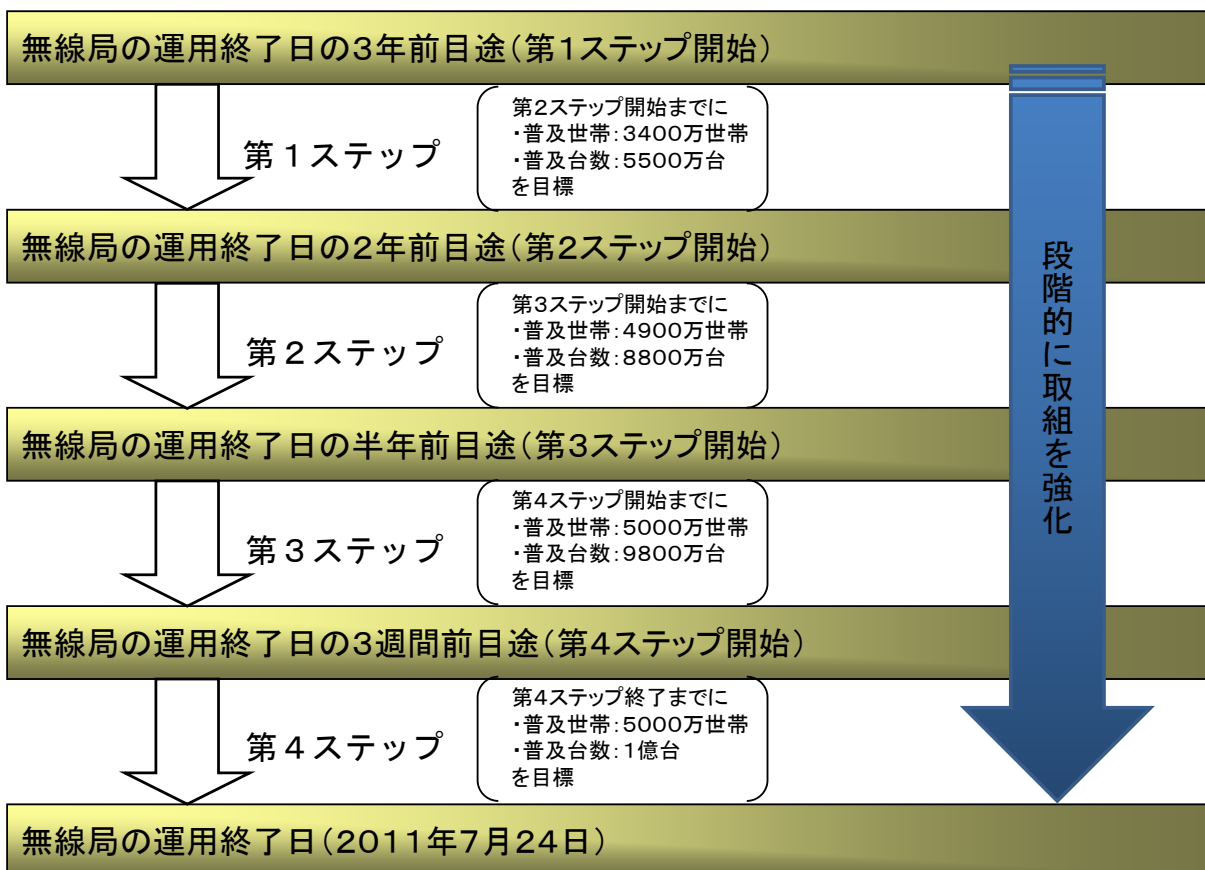 無線局の運用終了日の3年前目途(第1ステップ開始)
第1ステップ
第2ステップ開始までに
・普及世帯:3400万世帯
・普及台数:5500万台
を目標
無線局の運用終了日の2年前目途(第2ステップ開始)
第2ステップ
第3ステップ開始までに
・普及世帯:4900万世帯
・普及台数:8800万台
を目標
無線局の運用終了日の半年前目途(第3ステップ開始)
第3ステップ
第4ステップ開始までに
・普及世帯:5000万世帯
・普及台数:9800万台
を目標
無線局の運用終了日の3週間前目途(第4ステップ開始)
第4ステップ
第4ステップ終了までに
・普及世帯:5000万世帯
・普及台数:1億台
を目標
無線局の運用終了日(2011年7月24日)
段階的に取組を強化